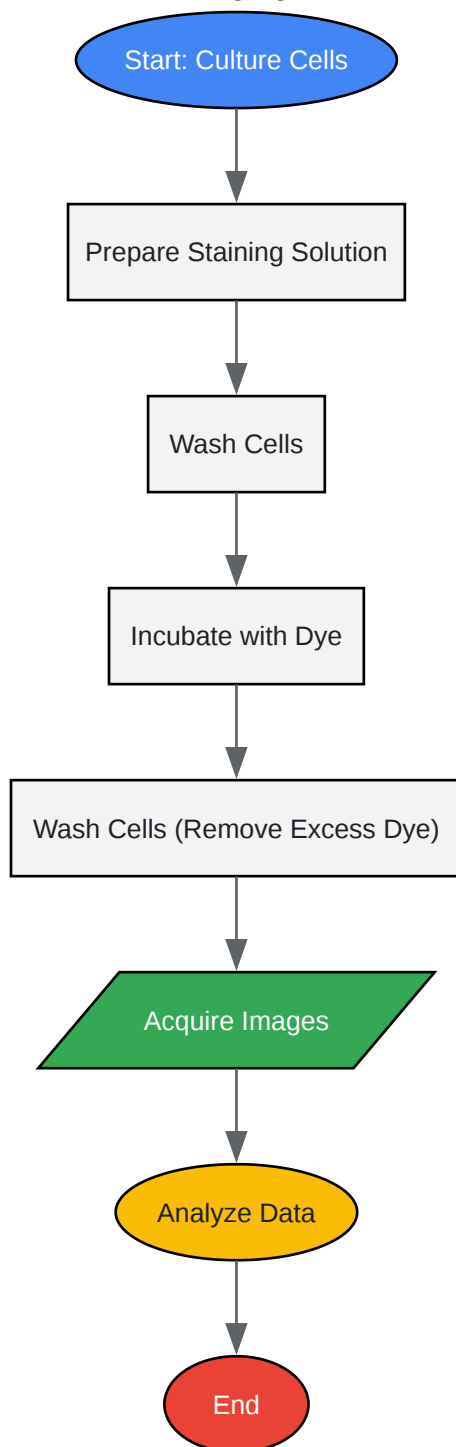 Start: Culture Cells
Prepare Staining Solution
Wash Cells
Incubate with Dye
Wash Cells (Remove Excess Dye)
Acquire Images
Analyze Data
End